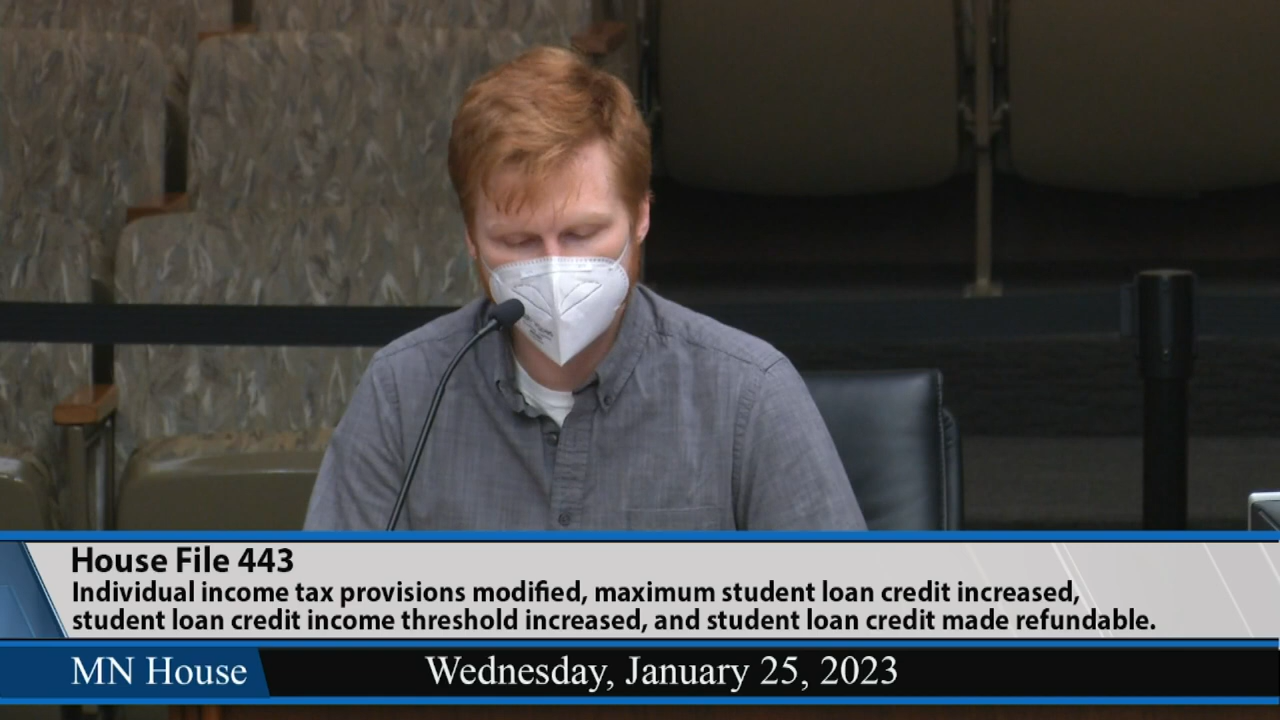 House File 443
Individual income tax provisions modified, maximum student loan credit increased,
student loan credit income threshold increased, and student loan credit made refundable.
MN House
Wednesday, January 25, 2023